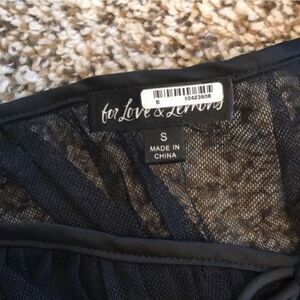 S 10423508
for Love & Lemons
S
MADE IN
CHINA